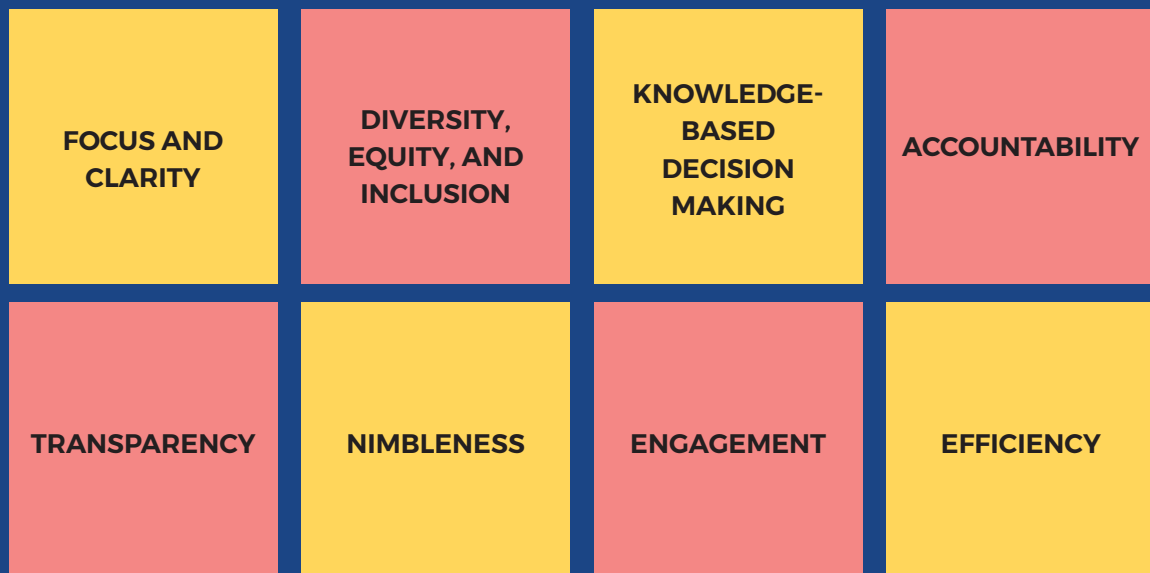 FOCUS AND
CLARITY
DIVERSITY,
EQUITY, AND
INCLUSION
KNOWLEDGE-
BASED
DECISION
MAKING
ACCOUNTABILITY
TRANSPARENCY
NIMBLENESS
ENGAGEMENT
EFFICIENCY